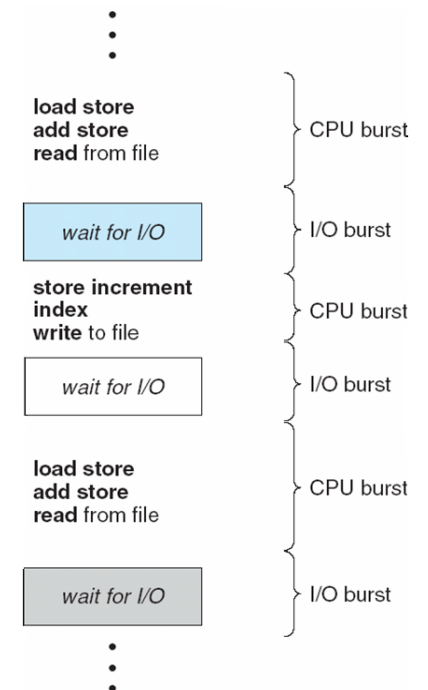 load store
add store
read from file
CPU burst
wait for I/O
I/O burst
store increment
index
write to file
CPU burst
wait for I/O
I/O burst
load store
add store
read from file
CPU burst
wait for I/O
I/O burst